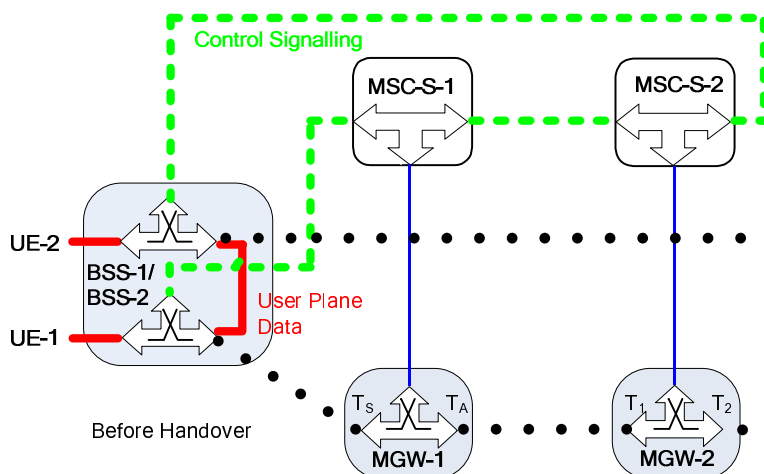 Control Signalling
MSC-S-1
MSC-S-2
UE-2
BSS-1/
BSS-2
User Plane
Data
UE-1
Before Handover
TS
TA
MGW-1
T1
T2
MGW-2